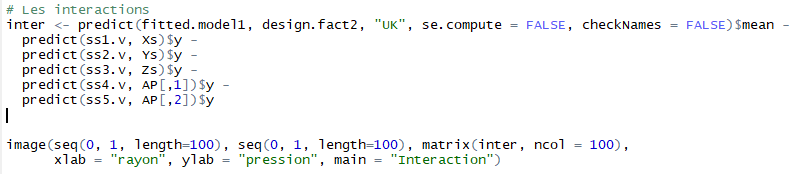 # Les interactions
inter <- predict(fitted.model1, design.fact2, "UK", se.compute = FALSE, checkNames = FALSE)$mean -
  predict(ss1.v, Xs)$y -
  predict(ss2.v, Ys)$y -
  predict(ss3.v, Zs)$y -
  predict(ss4.v, AP[,1])$y -
  predict(ss5.v, AP[,2])$y
image(seq(0, 1, length=100), seq(0, 1, length=100), matrix(inter, ncol = 100),
      xlab = "rayon", ylab = "pression", main = "Interaction")